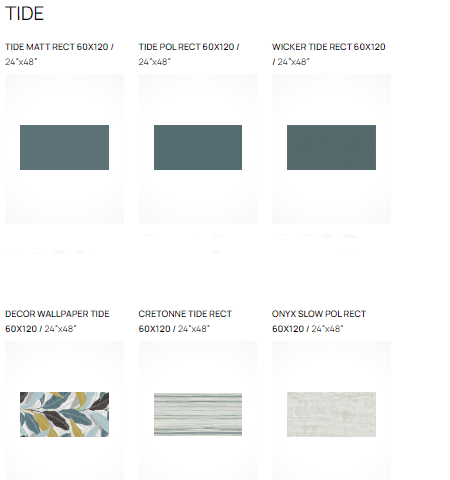 TIDE
TIDE MATT RECT 60X120 /
24"x48"
TIDE POL RECT 60X120 /
24"x48"
WICKER TIDE RECT 60X120
/ 24"x48"
DECOR WALLPAPER TIDE
60X120 / 24"x48"
CRETONNE TIDE RECT
60X120 / 24"x48"
ONYX SLOW POL RECT
60X120 / 24"x48"